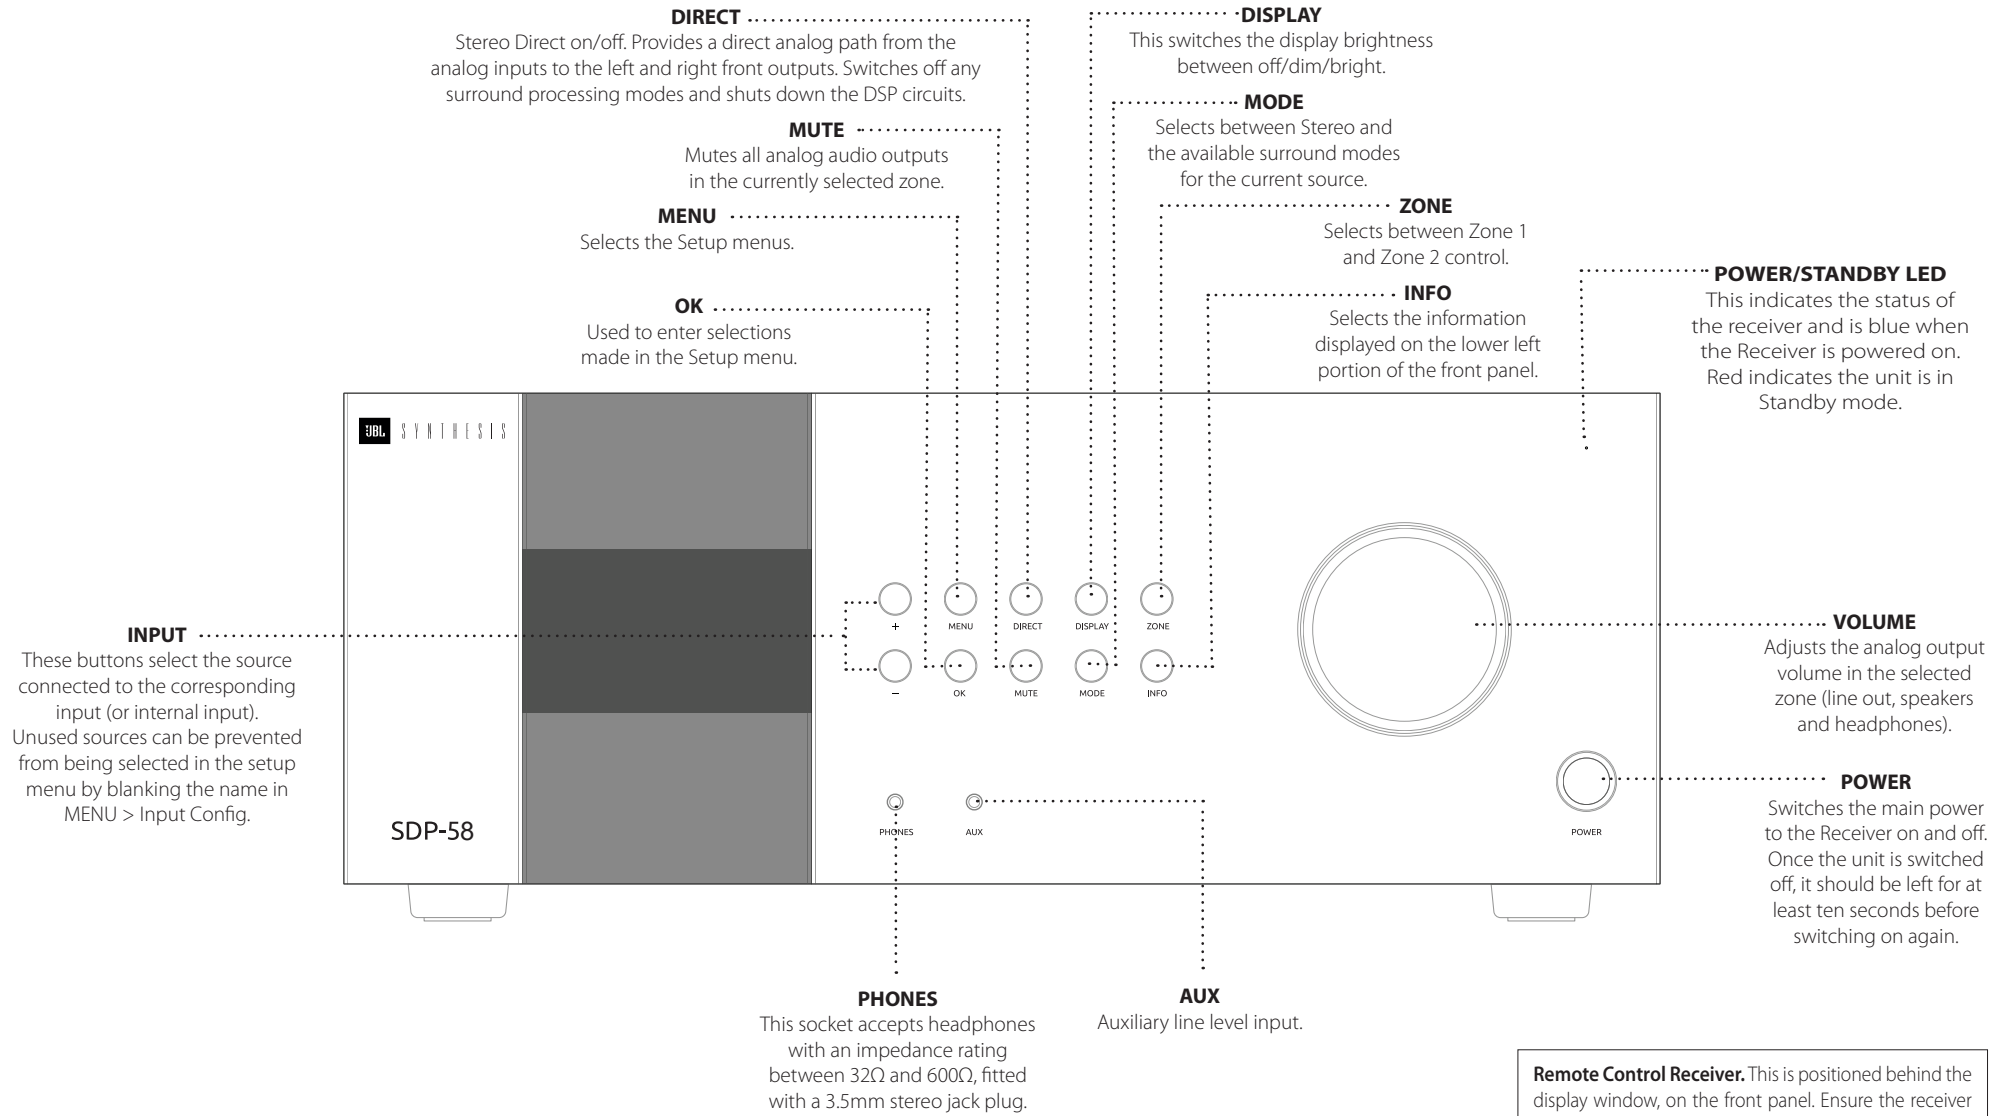 DIRECT
Stereo Direct on/off. Provides a direct analog path from the
analog inputs to the left and right front outputs. Switches off any
surround processing modes and shuts down the DSP circuits.
DISPLAY
This switches the display brightness
between off/dim/bright.
MUTE
Mutes all analog audio outputs
in the currently selected zone.
MODE
Selects between Stereo and
the available surround modes
for the current source.
MENU
Selects the Setup menus.
ZONE
Selects between Zone 1
and Zone 2 control.
OK
Used to enter selections
made in the Setup menu.
INFO
Selects the information
displayed on the lower left
portion of the front panel.
POWER/STANDBY LED
This indicates the status of
the receiver and is blue when
the Receiver is powered on.
Red indicates the unit is in
Standby mode.
JBL SYNTHESIS
+ MENU DIRECT DISPLAY ZONE
– OK MUTE MODE INFO
INPUT
These buttons select the source
connected to the corresponding
input (or internal input).
Unused sources can be prevented
from being selected in the setup
menu by blanking the name in
MENU > Input Config.
VOLUME
Adjusts the analog output
volume in the selected
zone (line out, speakers
and headphones).
SDP-58
PHONES AUX
POWER
POWER
Switches the main power
to the Receiver on and off.
Once the unit is switched
off, it should be left for at
least ten seconds before
switching on again.
PHONES
This socket accepts headphones
with an impedance rating
between 32Ω and 600Ω, fitted
with a 3.5mm stereo jack plug.
AUX
Auxiliary line level input.
Remote Control Receiver. This is positioned behind the
display window, on the front panel. Ensure the receiver